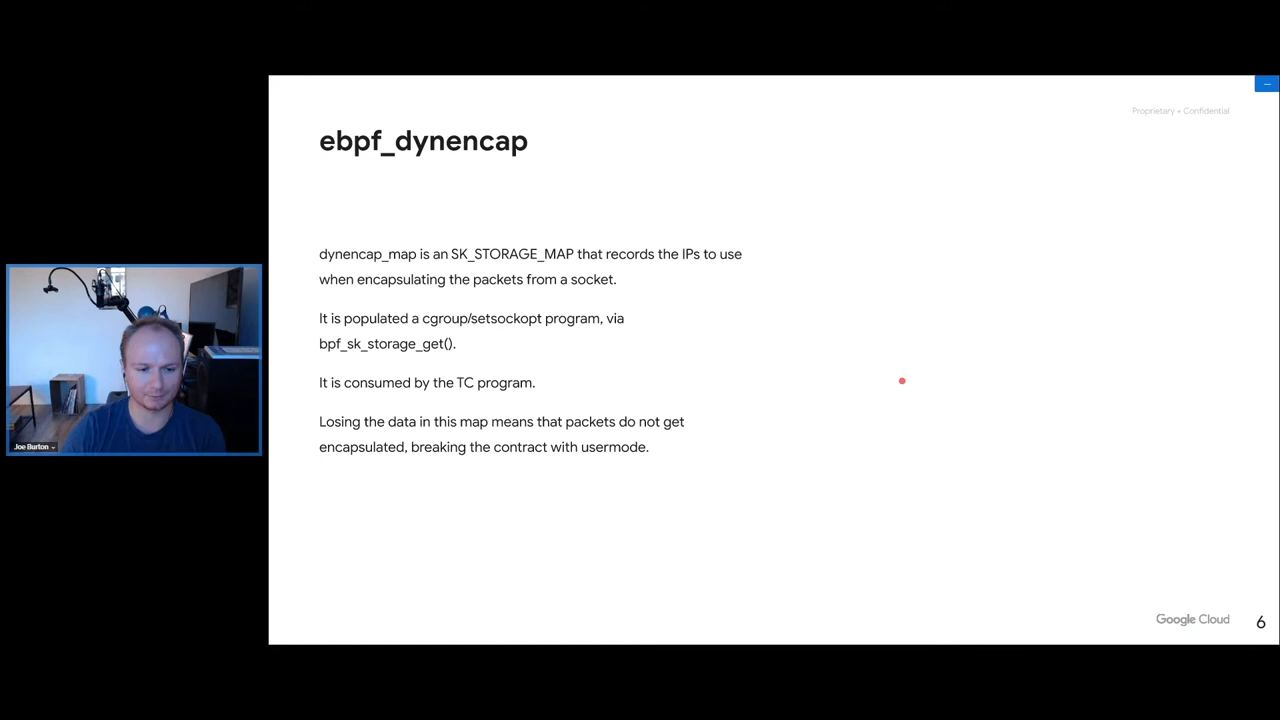 Proprietary + Confidential
ebpf_dynencap
dynencap_map is an SK_STORAGE_MAP that records the IPs to use
when encapsulating the packets from a socket.
It is populated a cgroup/setsockopt program, via
bpf_sk_storage_get().
It is consumed by the TC program.
Losing the data in this map means that packets do not get
encapsulated, breaking the contract with usermode.
Joe Burton
Google Cloud
6